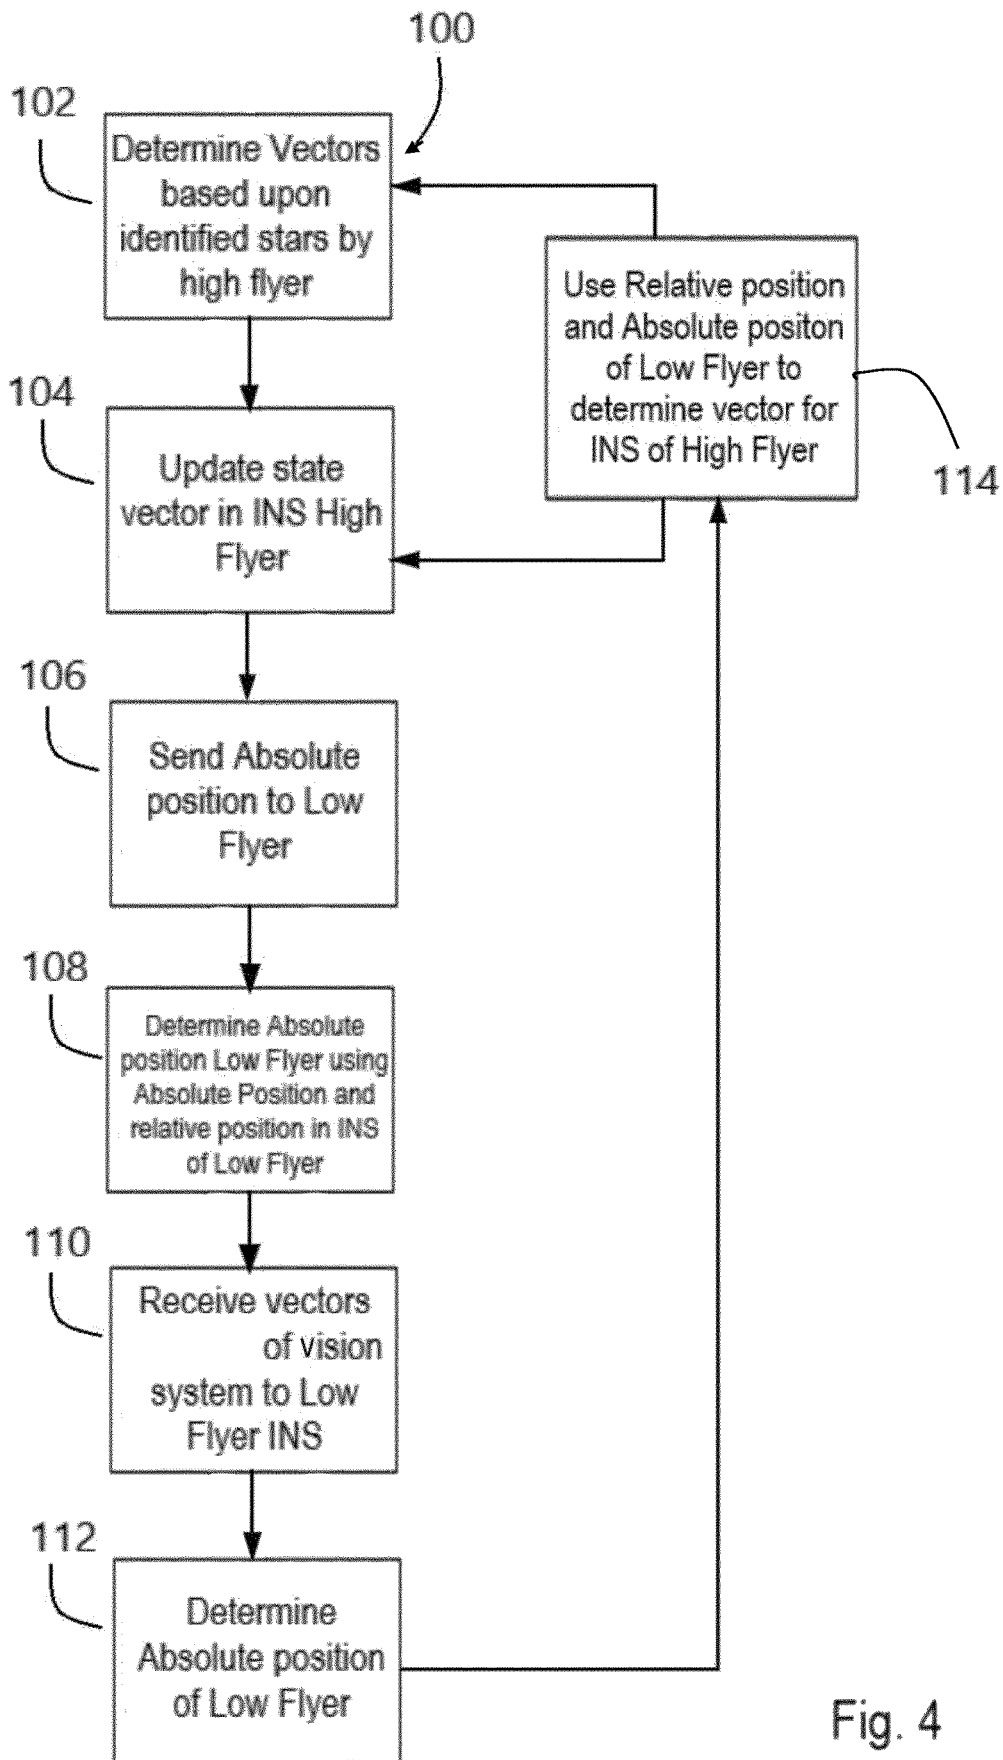 100
102
Determine Vectors
based upon
identified stars by
high flyer
Use Relative position
and Absolute positon
of Low Flyer to
determine vector for
INS of High Flyer
114
104
Update state
vector in INS High
Flyer
106
Send Absolute
position to Low
Flyer
108
Determine Absolute
position Low Flyer using
Absolute Position and
relative position in INS
of Low Flyer
110
Receive vectors
of vision
system to Low
Flyer INS
112
Determine
Absolute position
of Low Flyer
Fig. 4